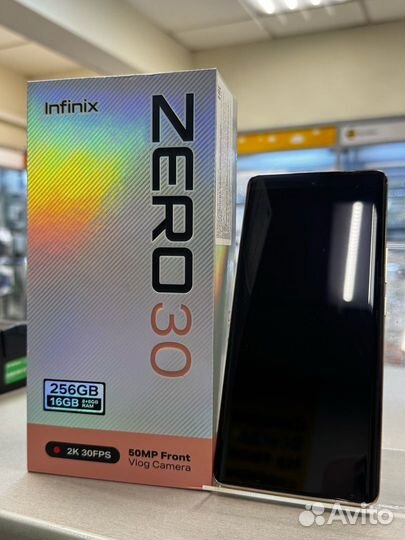 Infinix
ZERO 30
256GB
16GB 8+8GB RAM
2K 30FPS
50MP Front
Vlog Camera
Avito